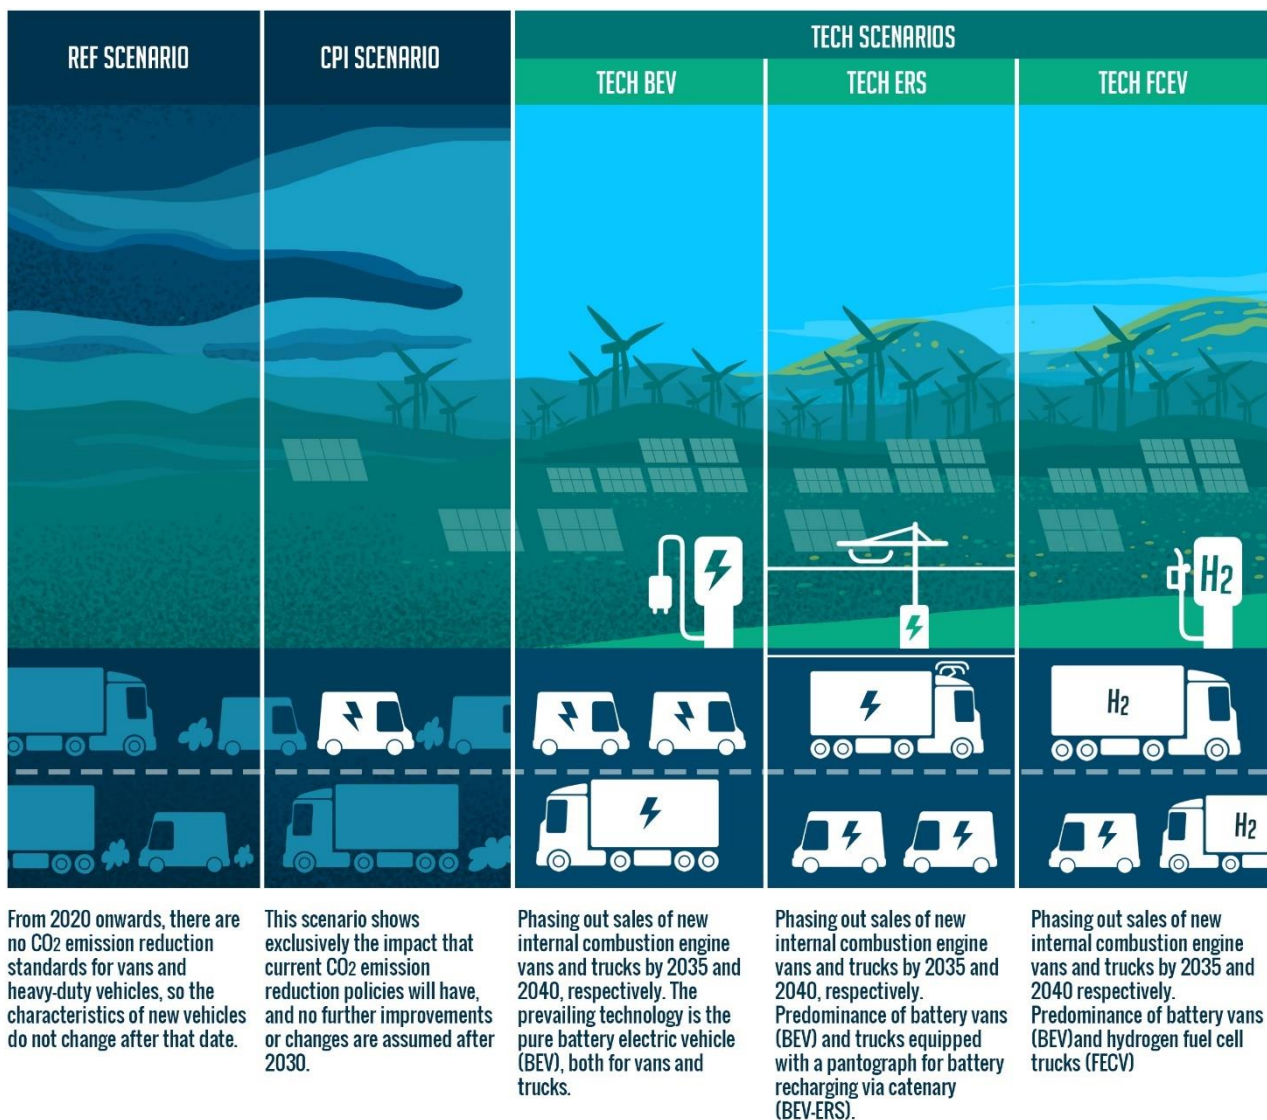 REF SCENARIO
CPI SCENARIO
TECH SCENARIOS
TECH BEV
TECH ERS
TECH FCEV
H2
H2
H2
From 2020 onwards, there are
no CO2 emission reduction
standards for vans and
heavy-duty vehicles, so the
characteristics of new vehicles
do not change after that date.
This scenario shows
exclusively the impact that
current CO2 emission
reduction policies will have,
and no further improvements
or changes are assumed after
2030.
Phasing out sales of new
internal combustion engine
vans and trucks by 2035 and
2040, respectively. The
prevailing technology is the
pure battery electric vehicle
(BEV), both for vans and
trucks.
Phasing out sales of new
internal combustion engine
vans and trucks by 2035 and
2040, respectively.
Predominance of battery vans
(BEV) and trucks equipped
with a pantograph for battery
recharging via catenary
(BEV-ERS).
Phasing out sales of new
internal combustion engine
vans and trucks by 2035 and
2040 respectively.
Predominance of battery vans
(BEV)and hydrogen fuel cell
trucks (FECV)